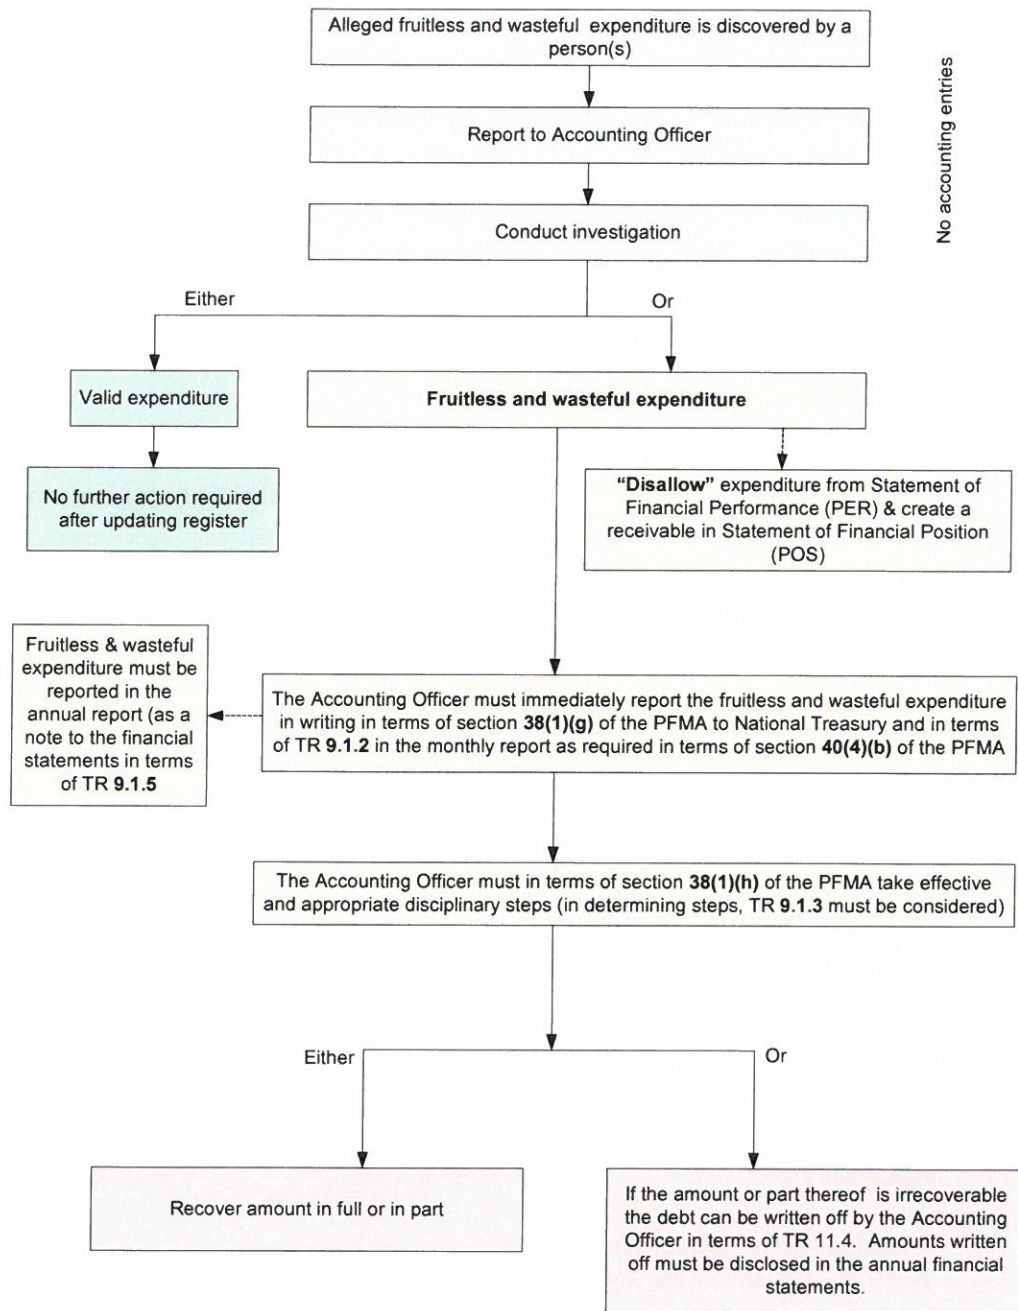 Alleged fruitless and wasteful expenditure is discovered by a
person(s)
No accounting entries
Report to Accounting Officer
Conduct investigation
Either
Or
Valid expenditure
Fruitless and wasteful expenditure
No further action required
after updating register
“Disallow” expenditure from Statement of
Financial Performance (PER) & create a
receivable in Statement of Financial Position
(POS)
Fruitless & wasteful
expenditure must be
reported in the
annual report (as a
note to the financial
statements in terms
of TR 9.1.5
The Accounting Officer must immediately report the fruitless and wasteful expenditure
in writing in terms of section 38(1)(g) of the PFMA to National Treasury and in terms
of TR 9.1.2 in the monthly report as required in terms of section 40(4)(b) of the PFMA
The Accounting Officer must in terms of section 38(1)(h) of the PFMA take effective
and appropriate disciplinary steps (in determining steps, TR 9.1.3 must be considered)
Either
Or
Recover amount in full or in part
If the amount or part thereof is irrecoverable
the debt can be written off by the Accounting
Officer in terms of TR 11.4. Amounts written
off must be disclosed in the annual financial
statements.